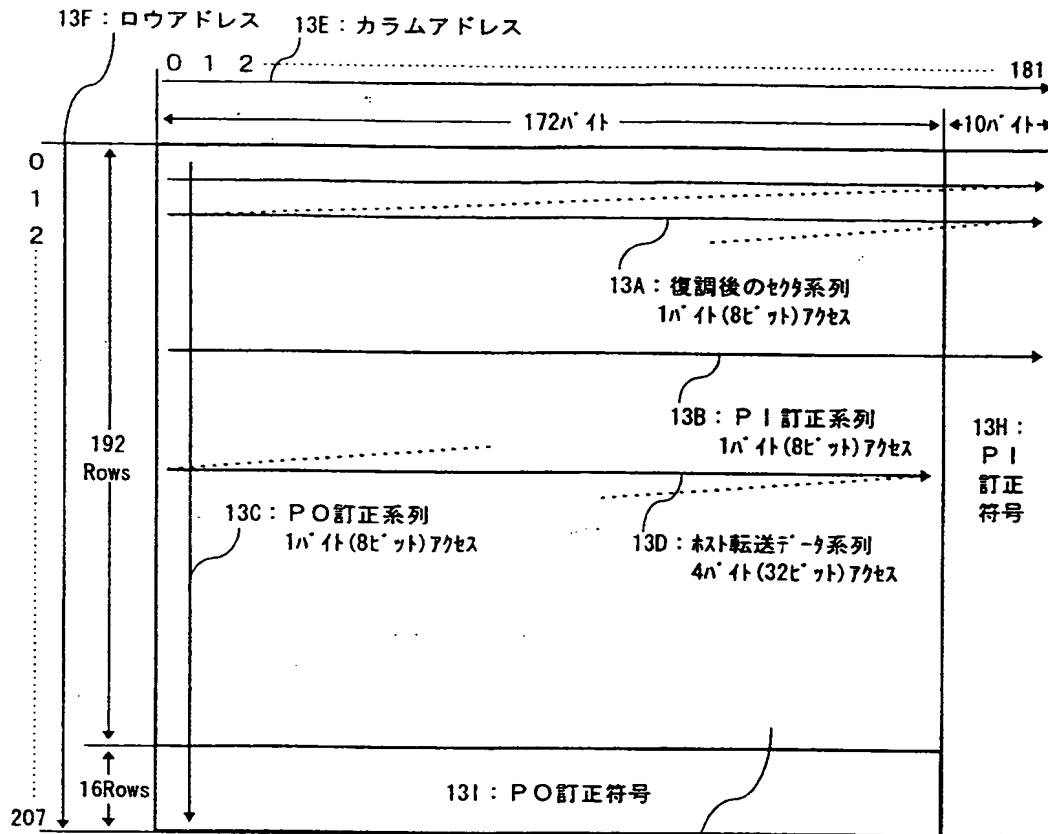 13F：ロウアドレス
13E：カラムアドレス
0 1 2 181
172バイト
10バイト
0
1
2
13A：復調後のセクタ系列
1バイト(8ビット)アクセス
13B：ＰＩ訂正系列
1バイト(8ビット)アクセス
192
Rows
13H：
ＰＩ
訂正
符号
13C：ＰＯ訂正系列
1バイト(8ビット)アクセス
13D：ホスト転送データ系列
4バイト(32ビット)アクセス
16Rows
13I：ＰＯ訂正符号
207